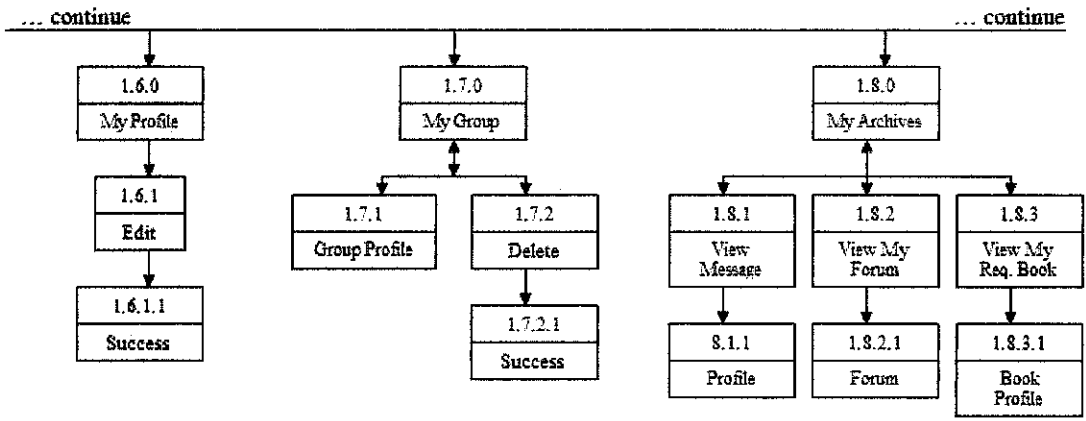 ... continue
... continue
1.6.0
My Profile
1.7.0
My Group
1.8.0
My Archives
1.6.1
Edit
1.7.1
Group Profile
1.7.2
Delete
1.8.1
View
Message
1.8.2
View My
Forum
1.8.3
View My
Req. Book
1.6.1.1
Success
1.7.2.1
Success
8.1.1
Profile
1.8.2.1
Forum
1.8.3.1
Book
Profile